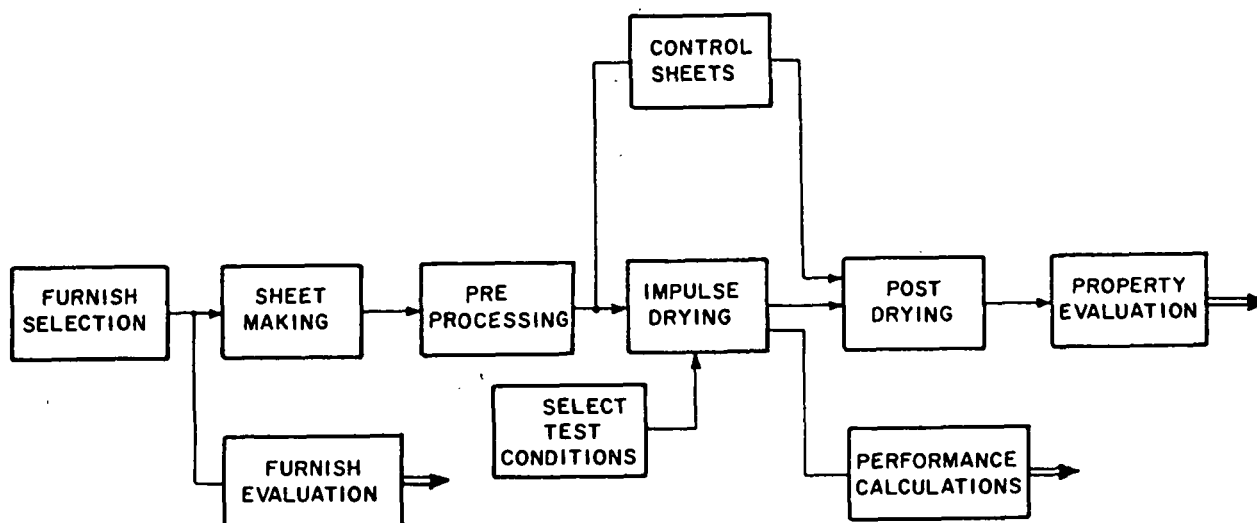 CONTROL
SHEETS
FURNISH
SELECTION
SHEET
MAKING
PRE
PROCESSING
IMPULSE
DRYING
POST
DRYING
PROPERTY
EVALUATION
SELECT
TEST
CONDITIONS
FURNISH
EVALUATION
PERFORMANCE
CALCULATIONS